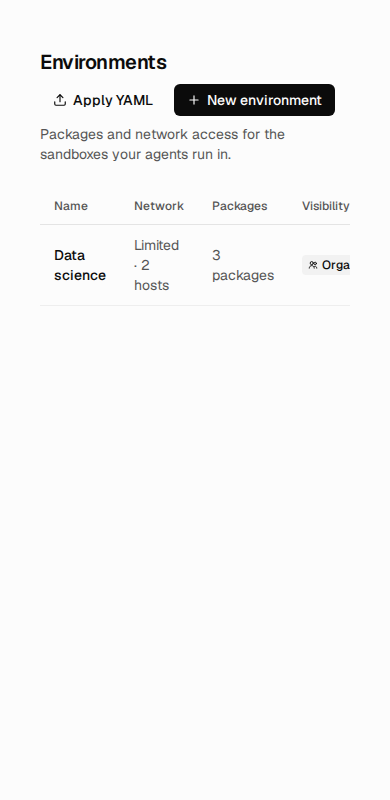 Environments
Apply YAML
New environment
Packages and network access for the
sandboxes your agents run in.
Name Network Packages Visibility
Data science Limited · 2 hosts 3 packages Orga